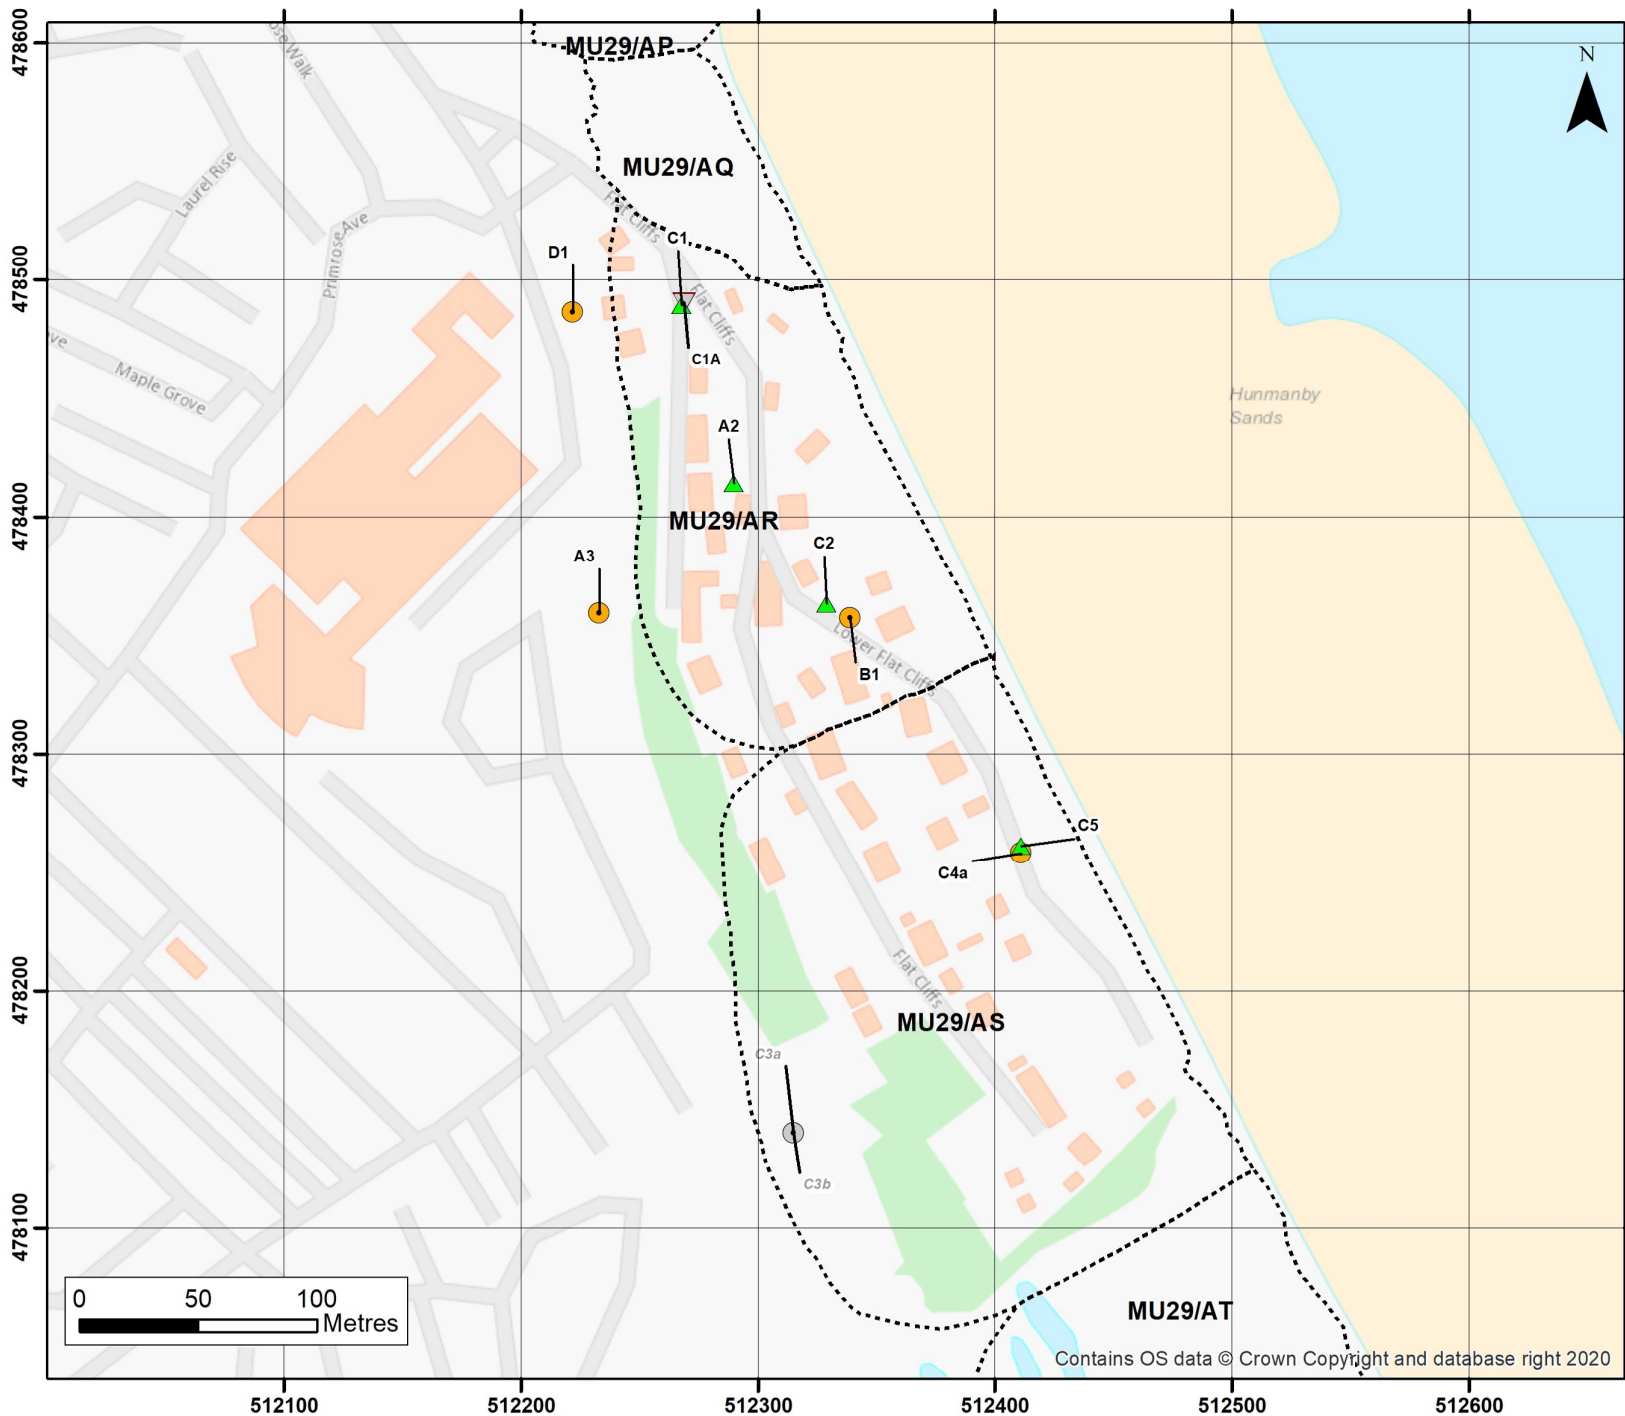 478600
MU29/AP
ose Walk
N
MU29/AQ
Laurel Rise
Flat Cliffs
Primrose Ave
C1
D1
478500
Flat Cliffs
ve
C1A
Maple Grove
Hunmanby
Sands
A2
478400
MU29/AR
C2
A3
Lower Flat Cliffs
B1
478300
C5
C4a
Flat Cliffs
478200
MU29/AS
C3a
C3b
478100
0 50 100
Metres
MU29/AT
Contains OS data © Crown Copyright and database right 2020
512100 512200 512300 512400 512500 512600